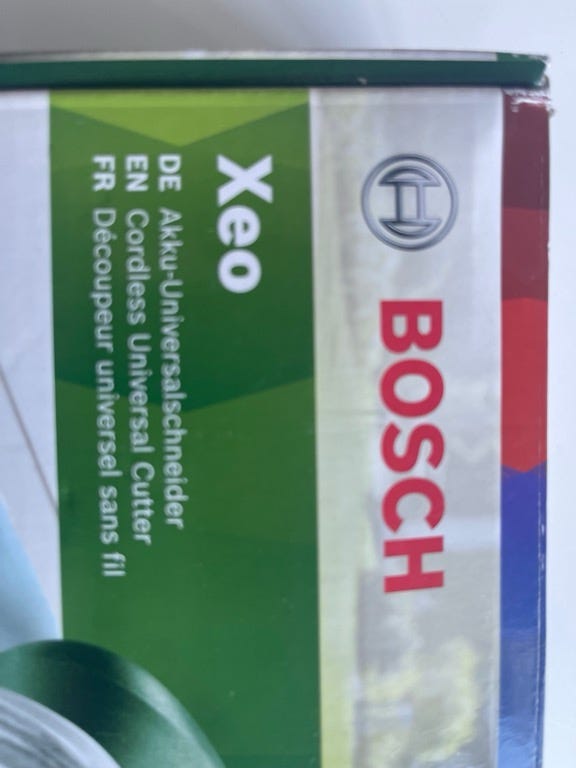 BOSCH
Xeo
DE Akku-Universalschneider
EN Cordless Universal Cutter
FR Découpeur universel sans fil